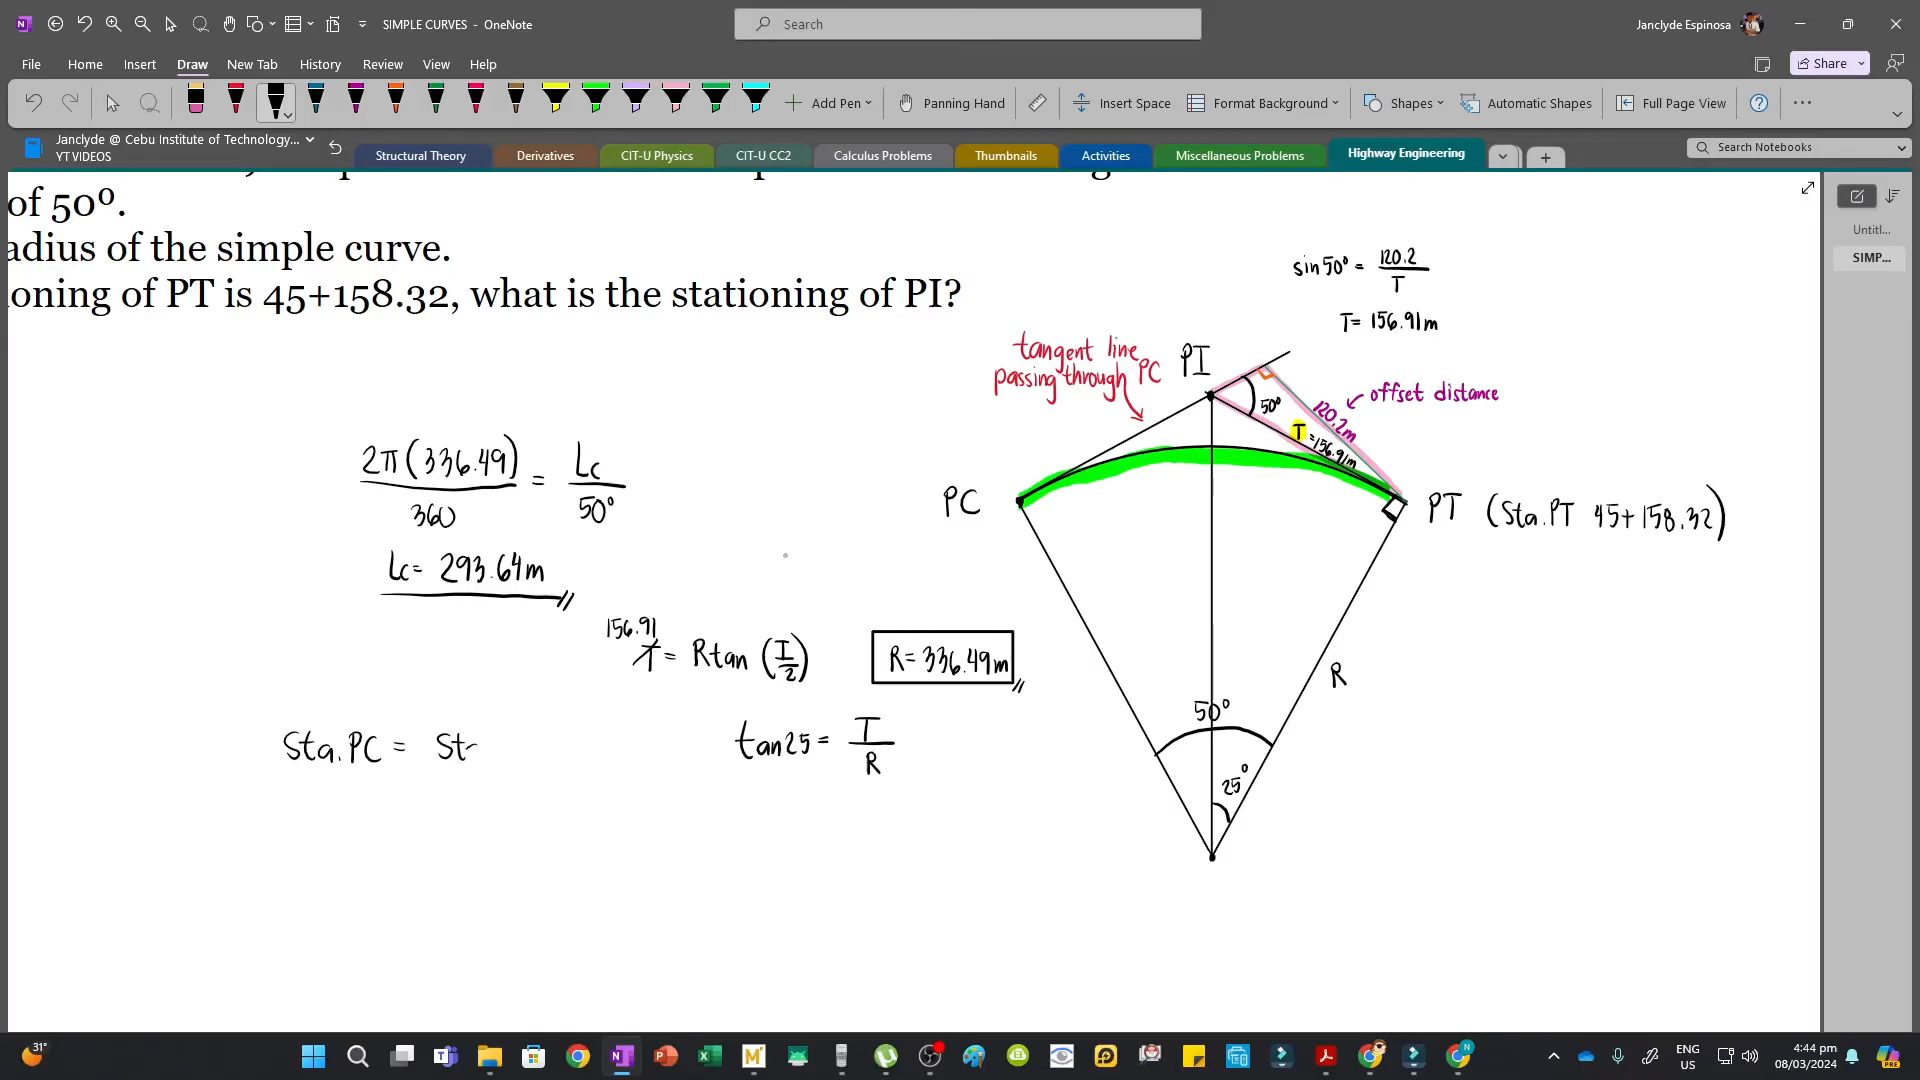 SIMPLE CURVES - OneNote
Search
Janclyde Espinosa
File Home Insert Draw New Tab History Review View Help
Share
Add Pen
Panning Hand
Insert Space
Format Background
Shapes
Automatic Shapes
Full Page View
Janclyde @ Cebu Institute of Technology...
YT VIDEOS
Structural Theory
Derivatives
CIT-U Physics
CIT-U CC2
Calculus Problems
Thumbnails
Activities
Miscellaneous Problems
Highway Engineering
Search Notebooks
Untitl...
SIMP...
of 50º.
adius of the simple curve.
ioning of PT is 45+158.32, what is the stationing of PI?
sin 50° = 120.2 / T
T = 156.91 m
tangent line
passing through PC
PI
50°
offset distance
120.2m
T = 156.91m
2π(336.49) / 360 = Lc / 50°
PC
PT (Sta.PT 45+158.32)
Lc = 293.64m
156.91
T = R tan (I/2)
R = 336.49m
R
50°
Sta.PC = St
tan 25 = T / R
25°
31°
ENG
US
4:44 pm
08/03/2024